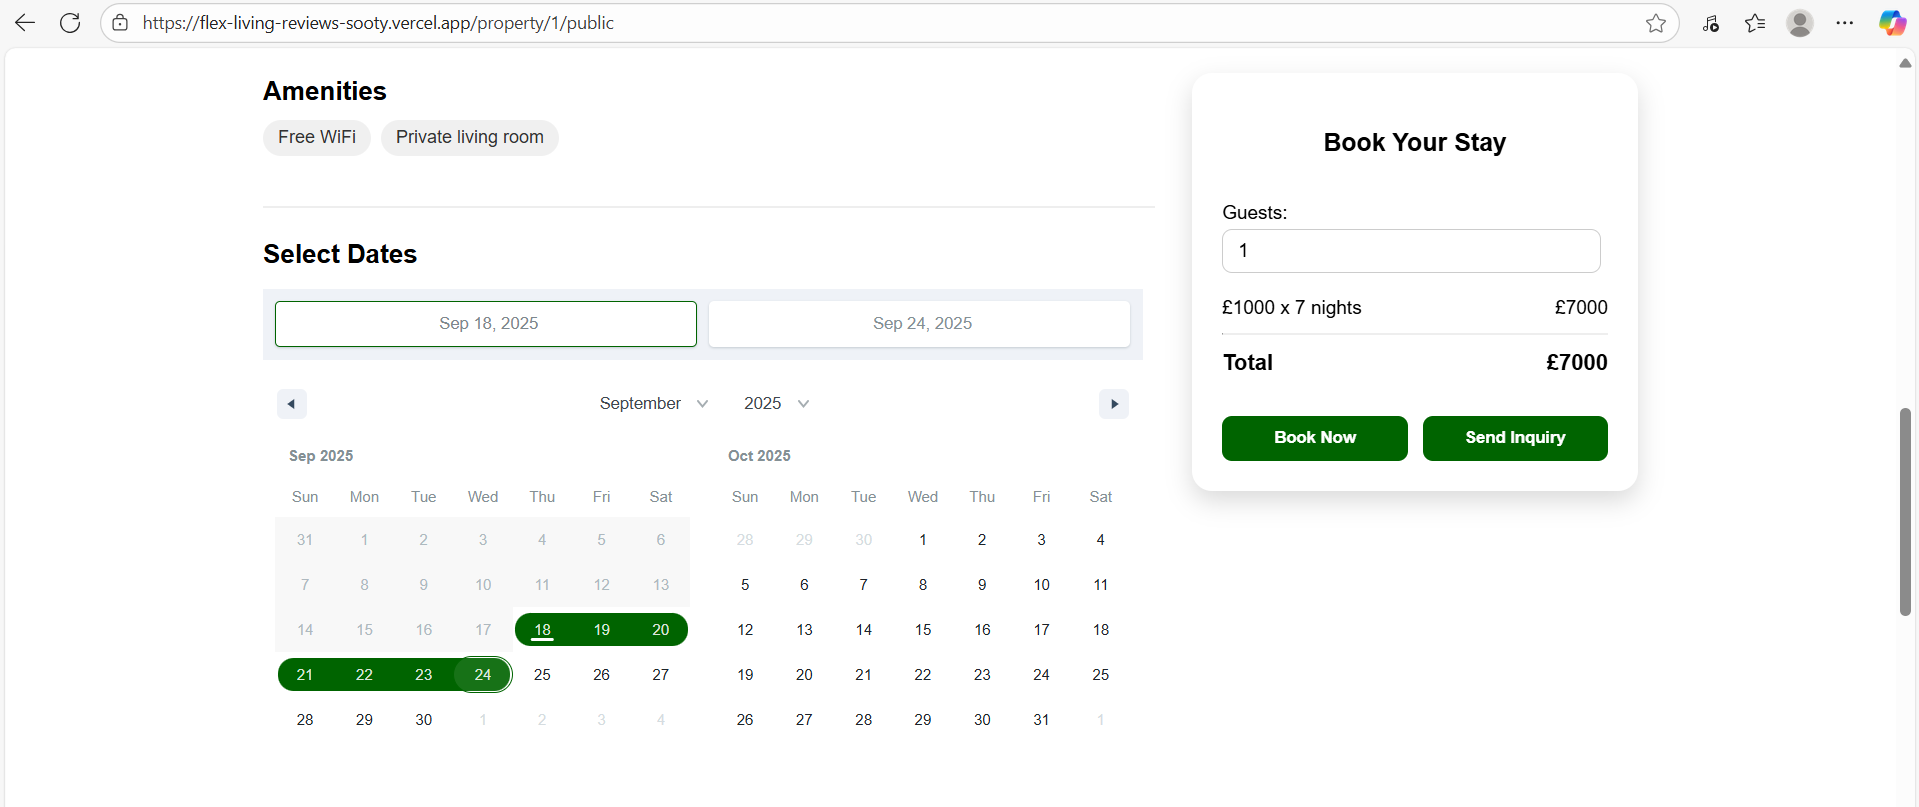 https://flex-living-reviews-sooty.vercel.app/property/1/public
Amenities
Free WiFi Private living room
Select Dates
Sep 18, 2025 Sep 24, 2025
September 2025
Sep 2025
Sun Mon Tue Wed Thu Fri Sat
31 1 2 3 4 5 6
7 8 9 10 11 12 13
14 15 16 17 18 19 20
21 22 23 24 25 26 27
28 29 30 1 2 3 4
Oct 2025
Sun Mon Tue Wed Thu Fri Sat
28 29 30 1 2 3 4
5 6 7 8 9 10 11
12 13 14 15 16 17 18
19 20 21 22 23 24 25
26 27 28 29 30 31 1
Book Your Stay
Guests:
1
£1000 x 7 nights £7000
Total £7000
Book Now Send Inquiry